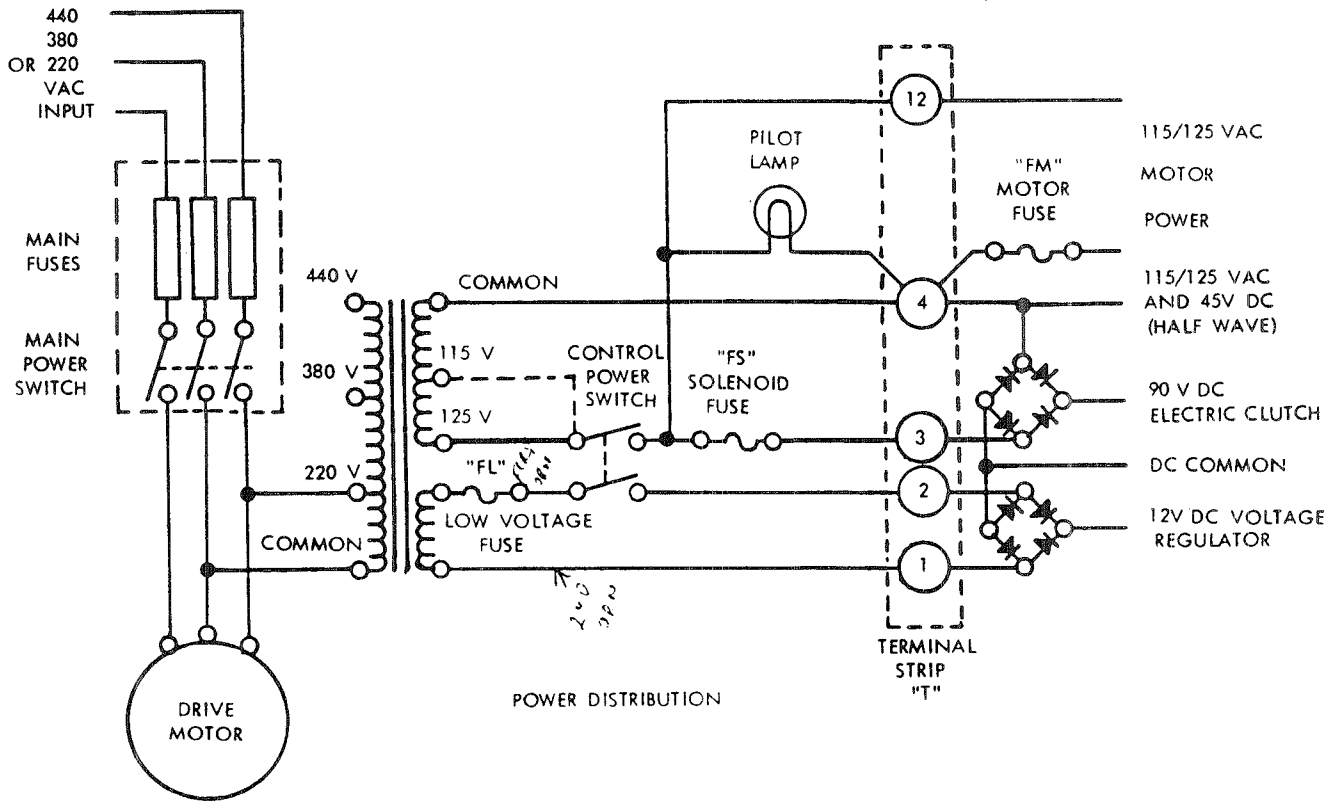 440
380
OR 220
VAC
INPUT
MAIN
FUSES
MAIN
POWER
SWITCH
440 V
380 V
220 V
COMMON
COMMON
115 V
125 V
"FL"
LOW VOLTAGE
FUSE
CONTROL
POWER
SWITCH
PILOT
LAMP
"FS"
SOLENOID
FUSE
12
4
3
2
1
TERMINAL
STRIP
"T"
"FM"
MOTOR
FUSE
115/125 VAC
MOTOR
POWER
115/125 VAC
AND 45V DC
(HALF WAVE)
90 V DC
ELECTRIC CLUTCH
DC COMMON
12V DC VOLTAGE
REGULATOR
DRIVE
MOTOR
POWER DISTRIBUTION